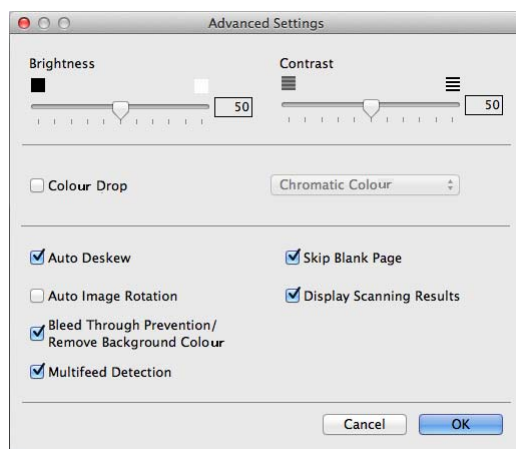 Advanced Settings
Brightness
Contrast
50
50
Colour Drop
Chromatic Colour
Auto Deskew
Skip Blank Page
Auto Image Rotation
Display Scanning Results
Bleed Through Prevention/
Remove Background Colour
Multifeed Detection
Cancel
OK